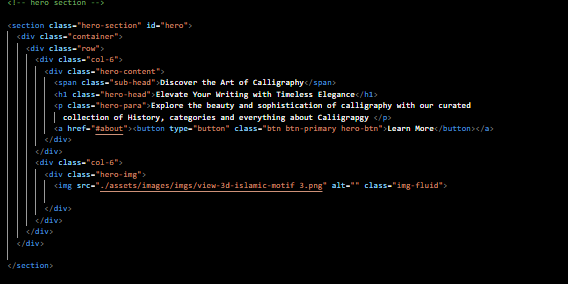 <!-- hero section -->
<section class="hero-section" id="hero">
<div class="container">
<div class="row">
<div class="col-6">
<div class="hero-content">
<span class="sub-head">Discover the Art of Calligraphy</span>
<h1 class="hero-head">Elevate Your Writing with Timeless Elegance</h1>
<p class="hero-para">Explore the beauty and sophistication of calligraphy with our curated
collection of History, categories and everything about Caliigrapgy </p>
<a href="#about"><button type="button" class="btn btn-primary hero-btn">Learn More</button></a>
</div>
</div>
<div class="col-6">
<div class="hero-img">
<img src="./assets/images/imgs/view-3d-islamic-motif 3.png" alt="" class="img-fluid">
</div>
</div>
</div>
</div>
</section>